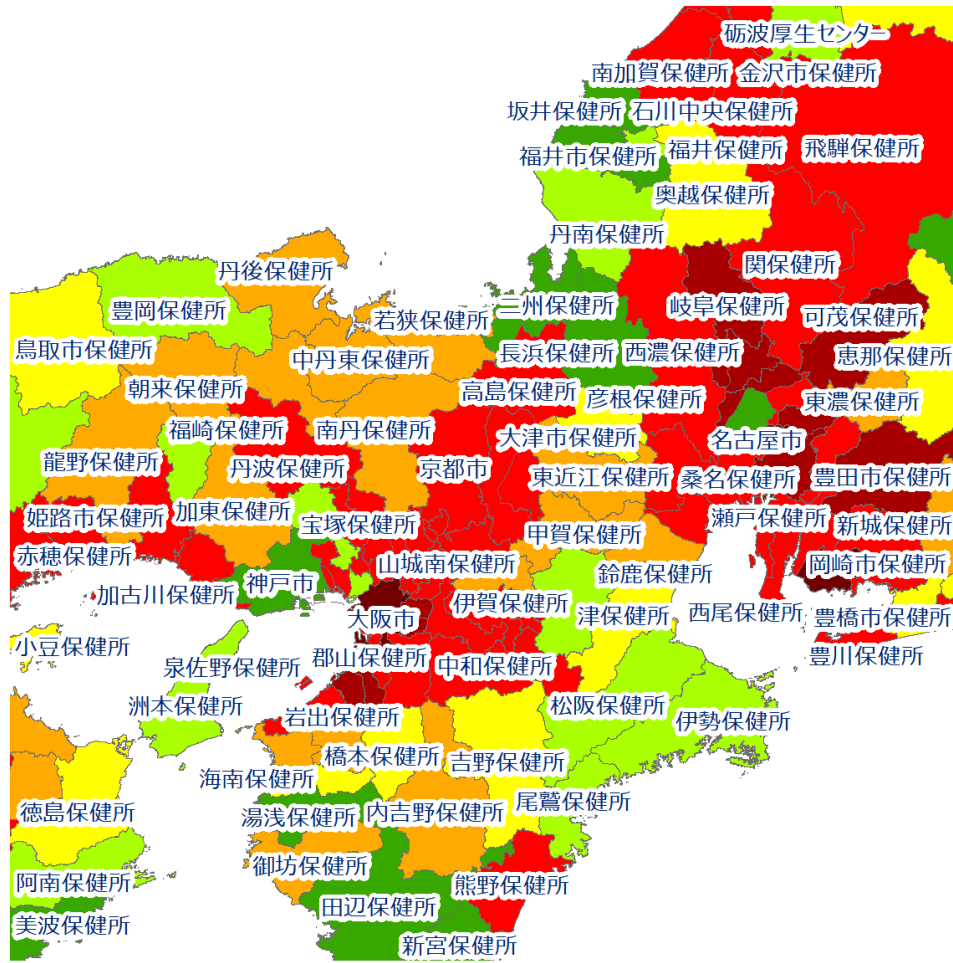 砺波厚生センター
南加賀保健所
金沢市保健所
坂井保健所
石川中央保健所
福井市保健所
福井保健所
飛騨保健所
奥越保健所
丹南保健所
丹後保健所
関保健所
豊岡保健所
二州保健所
岐阜保健所
可茂保健所
若狭保健所
鳥取市保健所
中丹東保健所
長浜保健所
西濃保健所
恵那保健所
朝来保健所
高島保健所
彦根保健所
東濃保健所
福崎保健所
南丹保健所
大津市保健所
名古屋市
龍野保健所
丹波保健所
京都市
東近江保健所
桑名保健所
豊田市保健所
姫路市保健所
加東保健所
宝塚保健所
甲賀保健所
瀬戸保健所
新城保健所
赤穂保健所
加古川保健所
神戸市
山城南保健所
鈴鹿保健所
岡崎市保健所
大阪市
伊賀保健所
津保健所
西尾保健所
豊橋市保健所
小豆保健所
泉佐野保健所
郡山保健所
中和保健所
豊川保健所
洲本保健所
岩出保健所
松阪保健所
伊勢保健所
橋本保健所
吉野保健所
海南保健所
徳島保健所
湯浅保健所
内吉野保健所
尾鷲保健所
御坊保健所
阿南保健所
熊野保健所
田辺保健所
美波保健所
新宮保健所